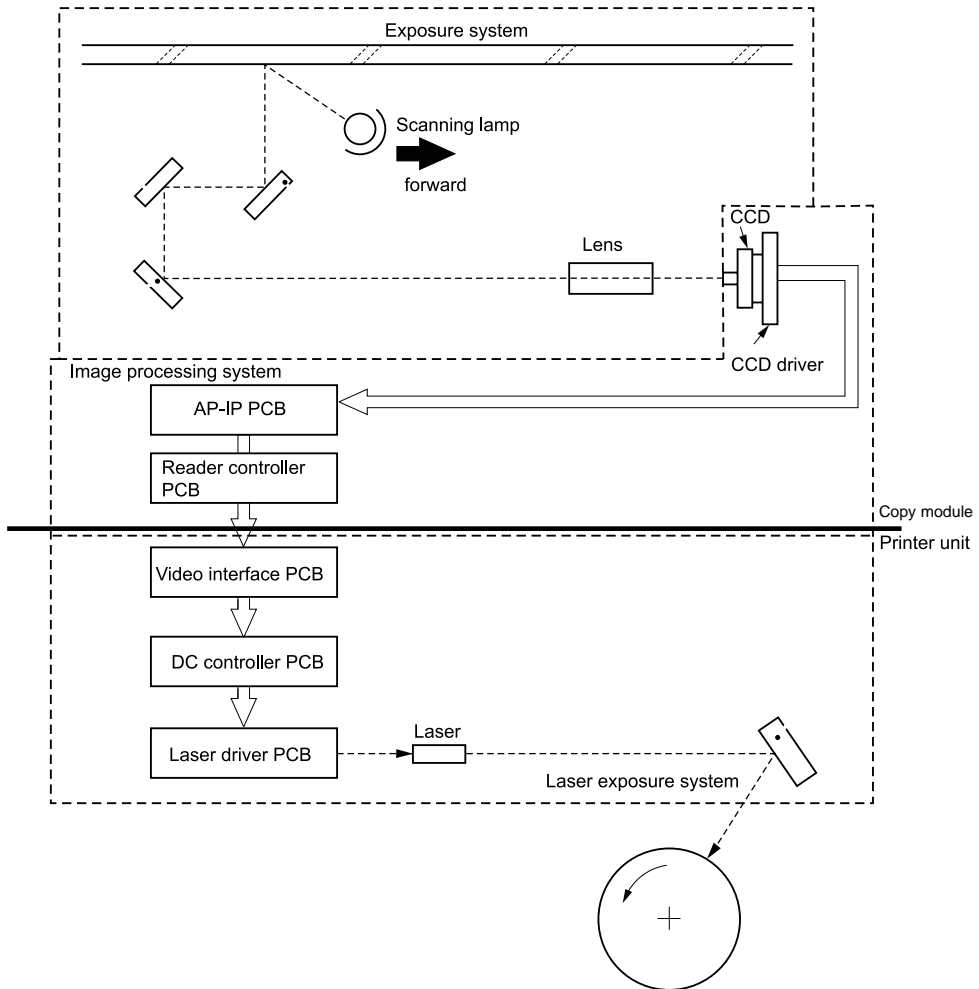 Exposure system
Scanning lamp
forward
CCD
Lens
CCD driver
Image processing system
AP-IP PCB
Reader controller
PCB
Copy module
Printer unit
Video interface PCB
DC controller PCB
Laser
Laser driver PCB
Laser exposure system